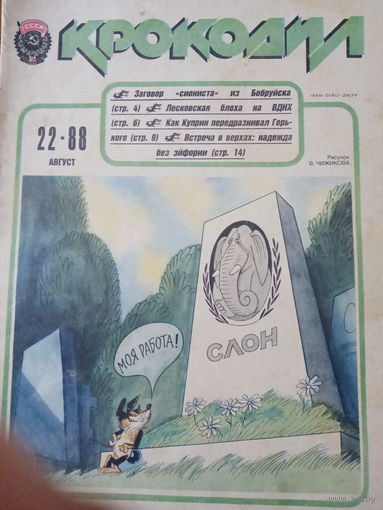 СССР
КРОКОДИЛ
ISSN 0130-2671
Заговор «сиониста» из Бобруйска
(стр. 4) Лесковская блоха на ВДНХ
(стр. 6) Как Куприн передразнивал Горь-
кого (стр. 9) Встреча в верхах: надежда
без эйфории (стр. 14)
22-88
АВГУСТ
Рисунок
В. ЧИЖИКОВА.
СЛОН
МОЯ РАБОТА!